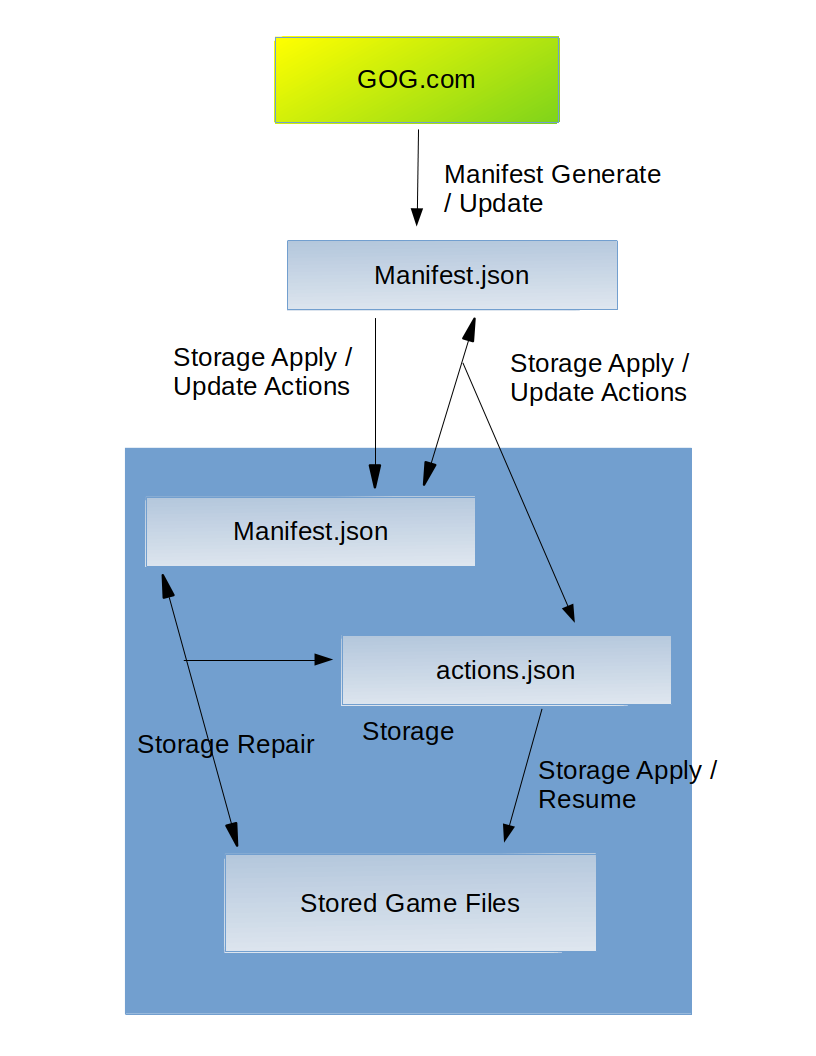 GOG.com
Manifest Generate
/ Update
Manifest.json
Storage Apply /
Update Actions
Storage Apply /
Update Actions
Manifest.json
actions.json
Storage
Storage Repair
Storage Apply /
Resume
Stored Game Files